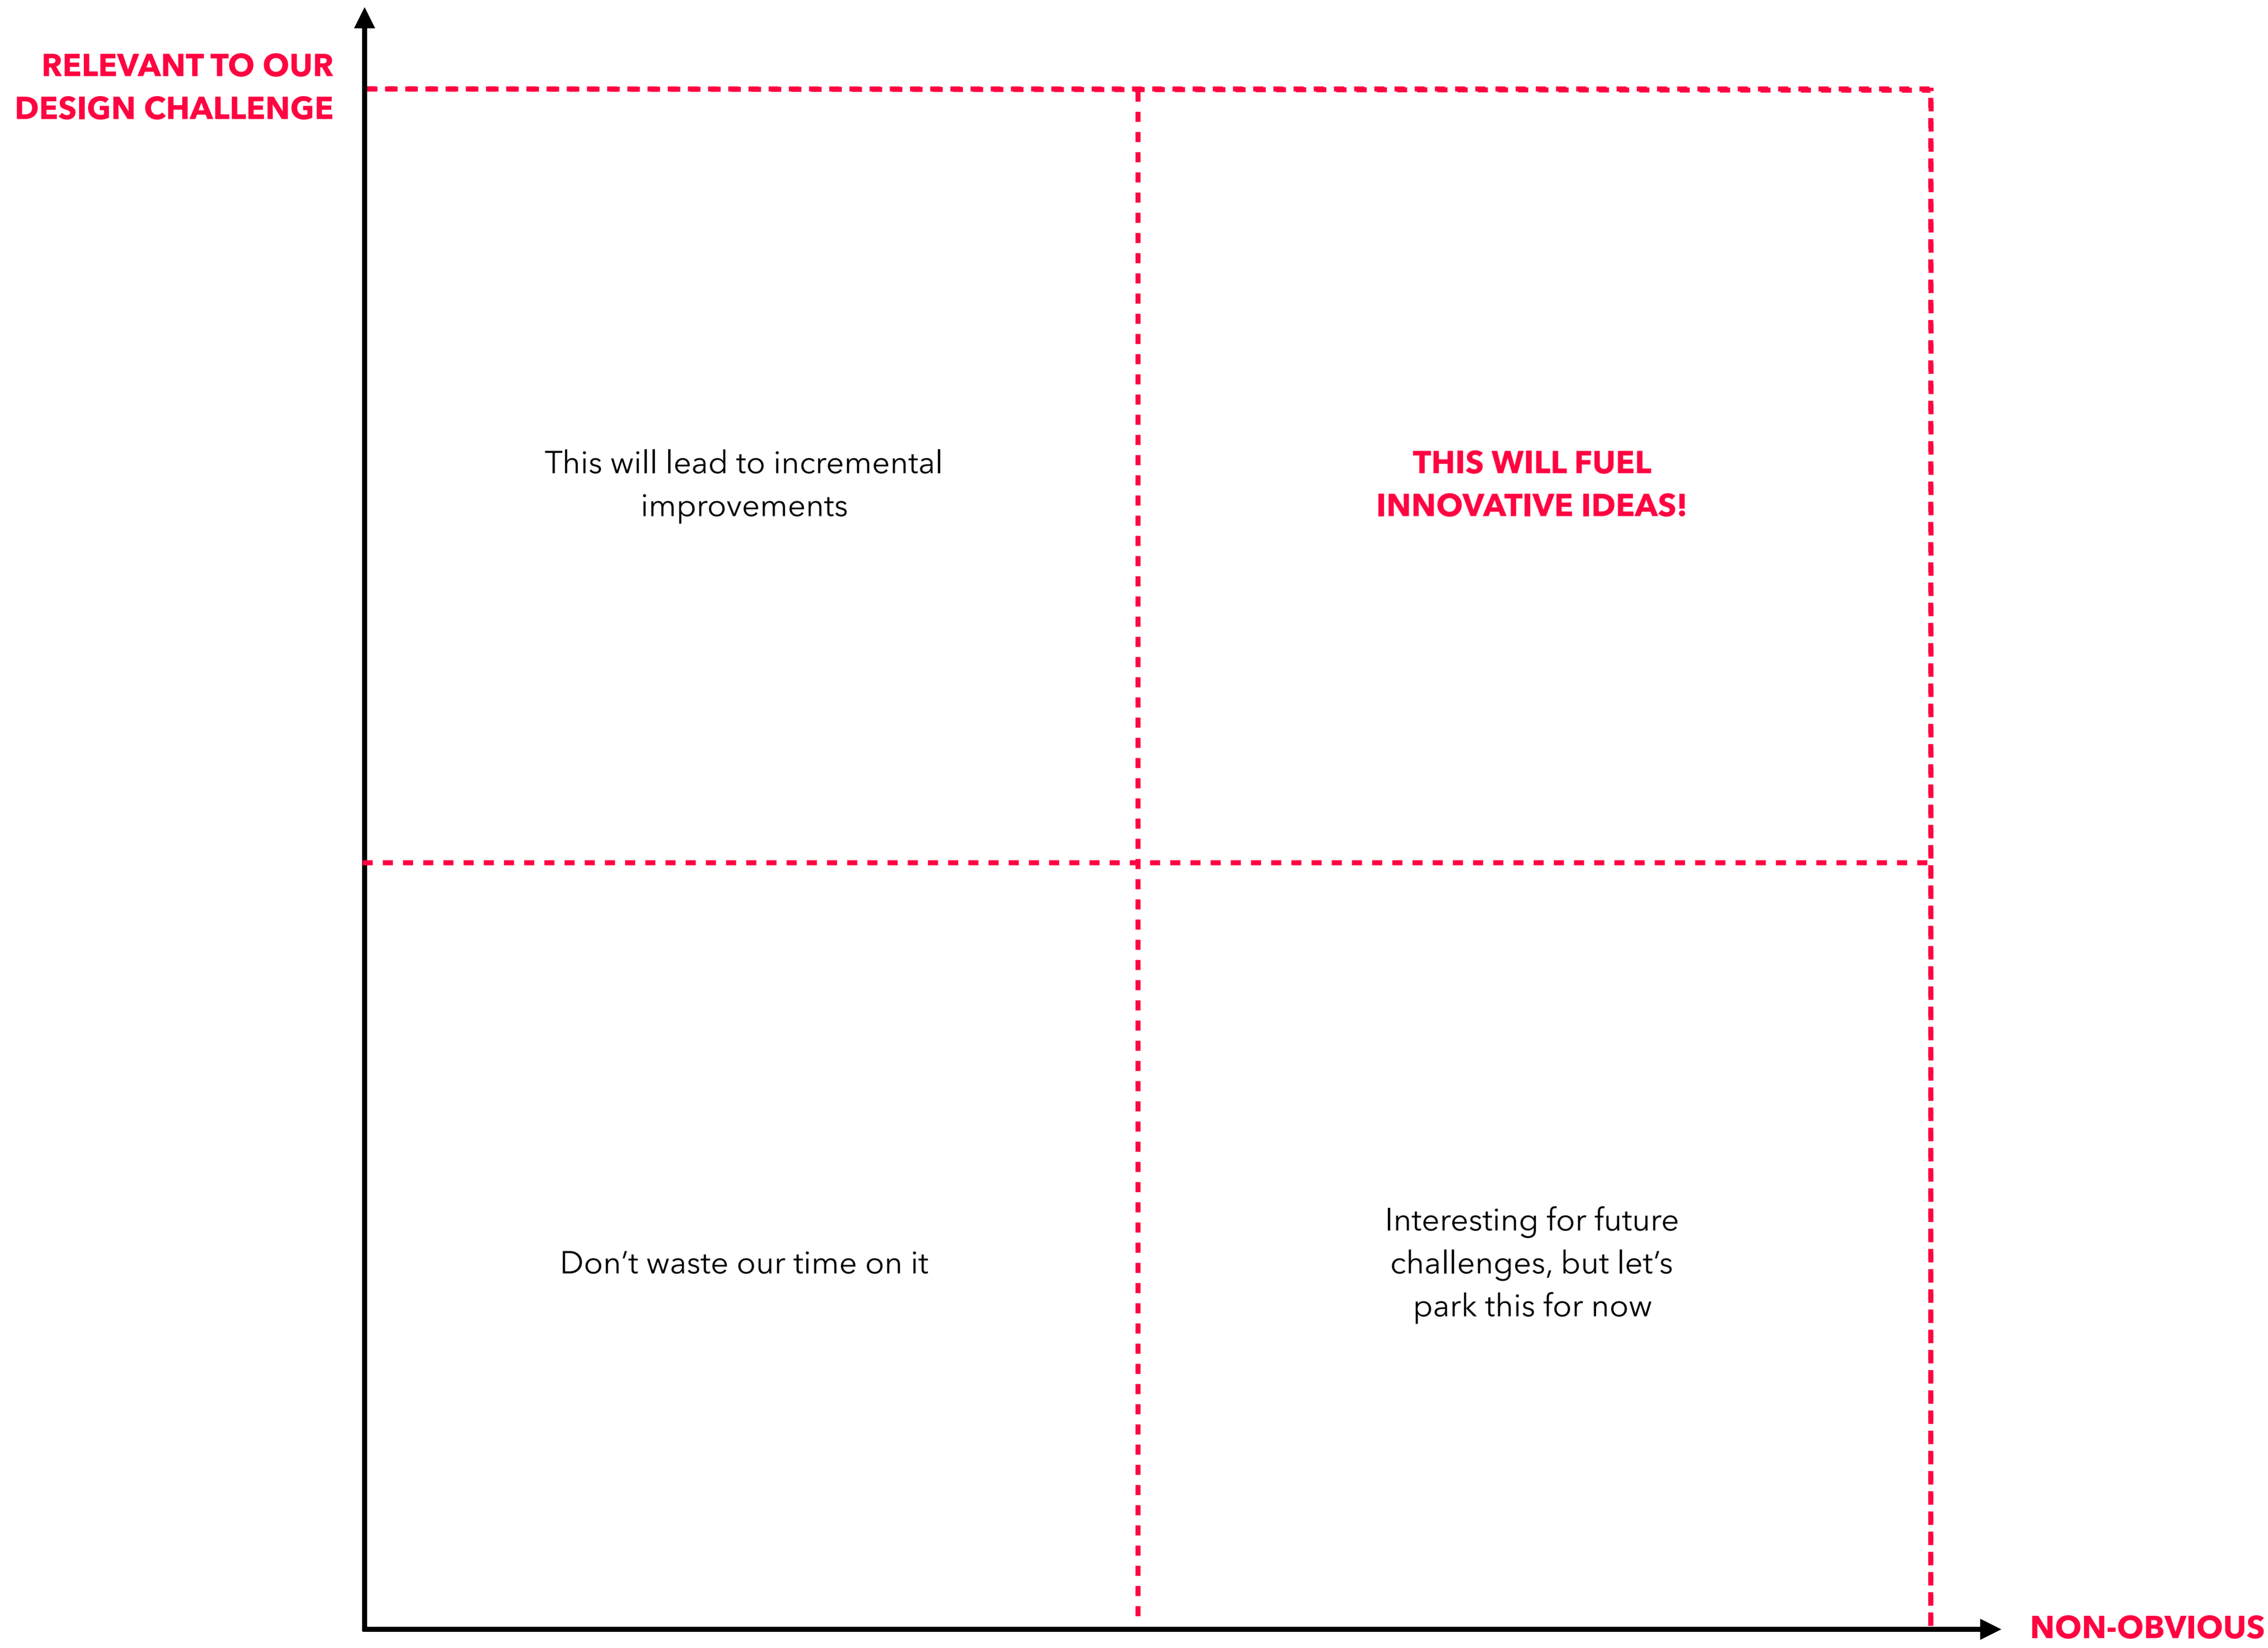 RELEVANT TO OUR
DESIGN CHALLENGE
This will lead to incremental
improvements
THIS WILL FUEL
INNOVATIVE IDEAS!
Don’t waste our time on it
Interesting for future
challenges, but let’s
park this for now
NON-OBVIOUS